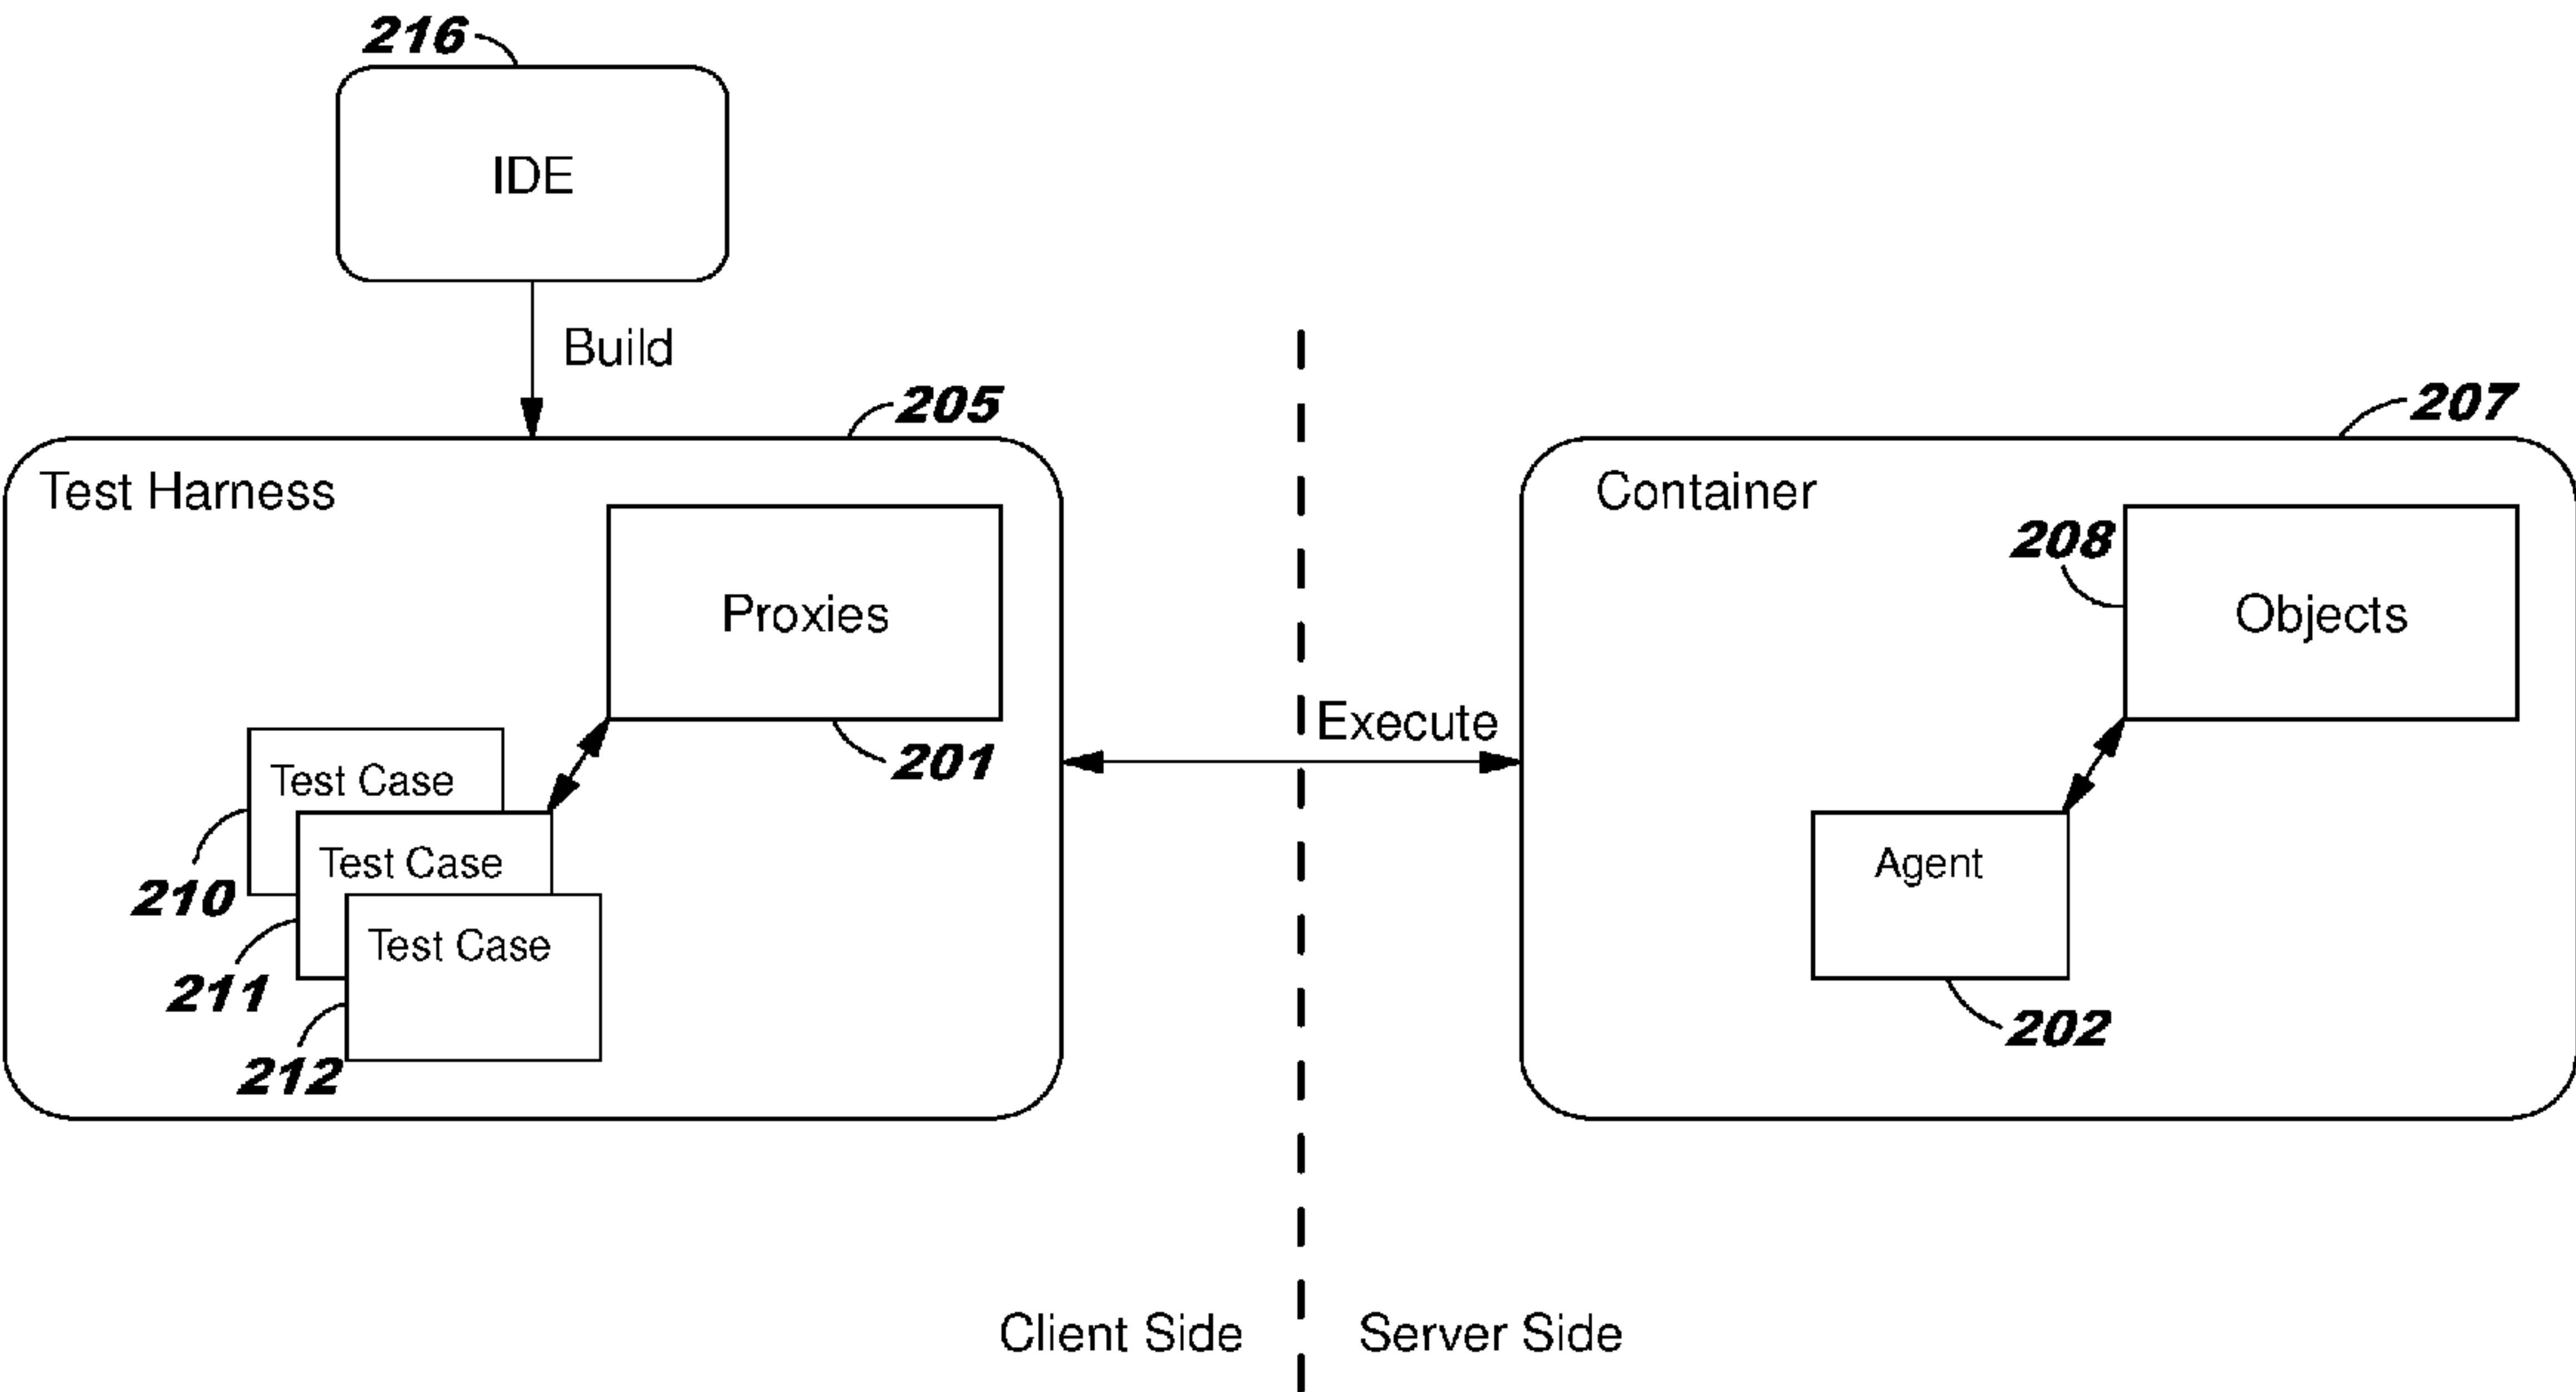 216
IDE
Build
205
207
Test Harness
Container
208
Proxies
Objects
Execute
201
Test Case
Test Case
Agent
210
Test Case
211
202
212
Client Side
Server Side